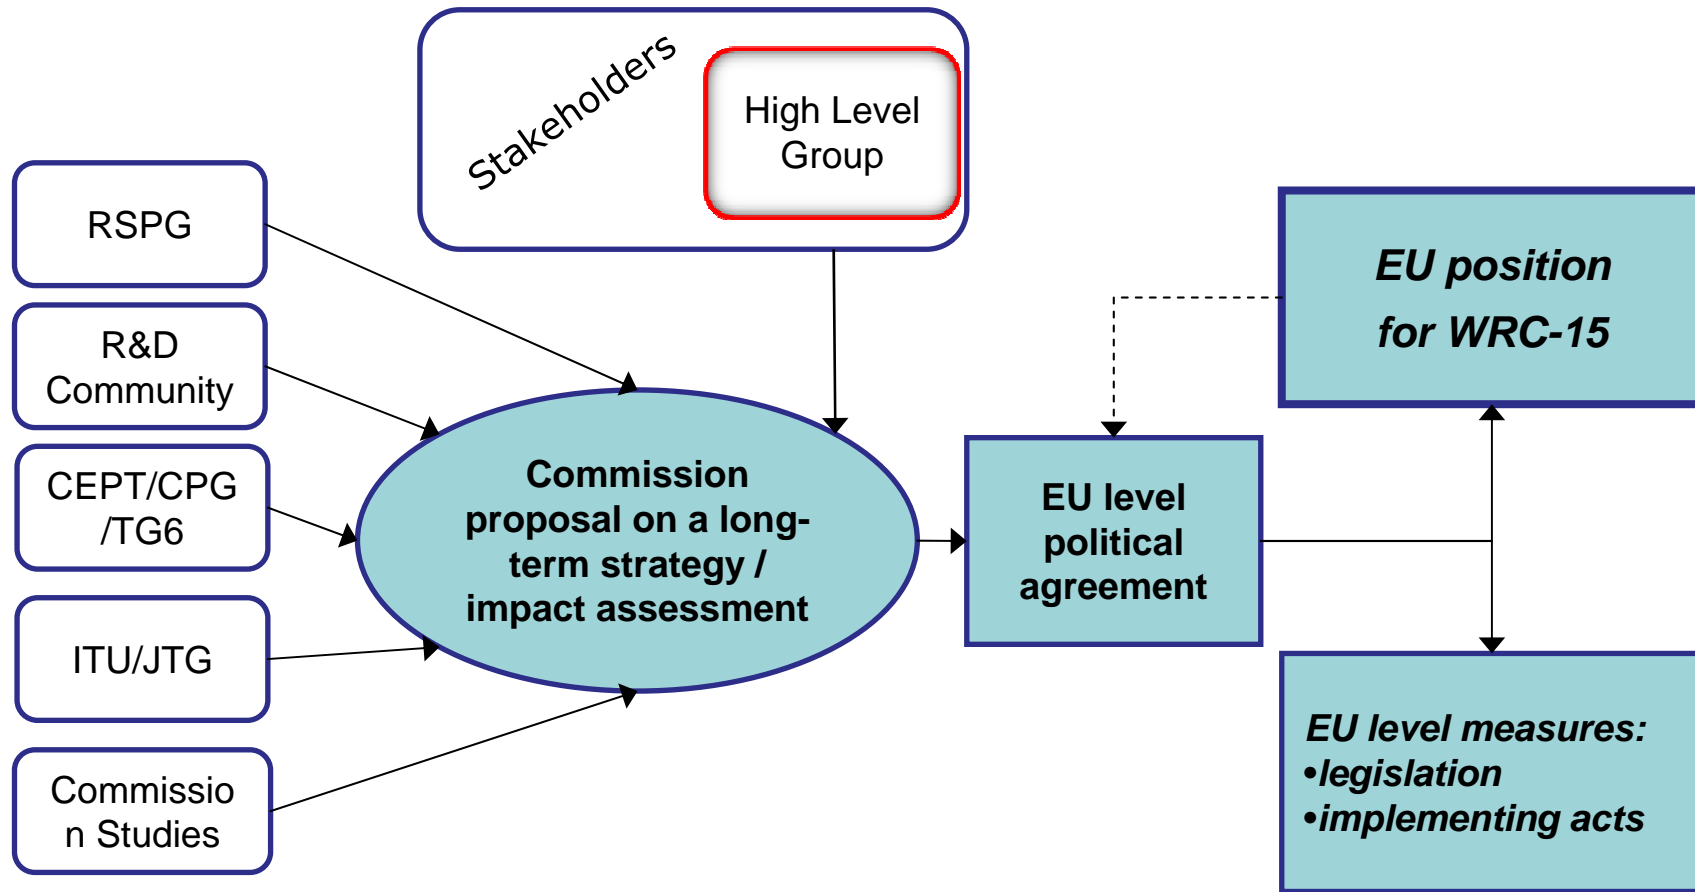 Stakeholders
High Level
Group
RSPG
R&D
Community
CEPT/CPG
/TG6
ITU/JTG
Commissio
n Studies
Commission
proposal on a long-
term strategy /
impact assessment
EU level
political
agreement
EU position
for WRC-15
EU level measures:
•legislation
•implementing acts